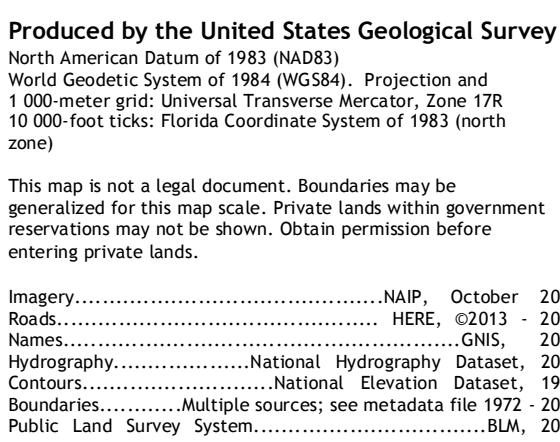 Produced by the United States Geological Survey
North American Datum of 1983 (NAD83)
World Geodetic System of 1984 (WGS84). Projection and
1 000-meter grid: Universal Transverse Mercator, Zone 17R
10 000-foot ticks: Florida Coordinate System of 1983 (north
zone)
This map is not a legal document. Boundaries may be
generalized for this map scale. Private lands within government
reservations may not be shown. Obtain permission before
entering private lands.
Imagery..........................................NAIP, October 20
Roads........................................... HERE, ©2013 - 20
Names.....................................................GNIS, 20
Hydrography..................National Hydrography Dataset, 20
Contours..........................National Elevation Dataset, 19
Boundaries...........Multiple sources; see metadata file 1972 - 20
Public Land Survey System...............................BLM, 20